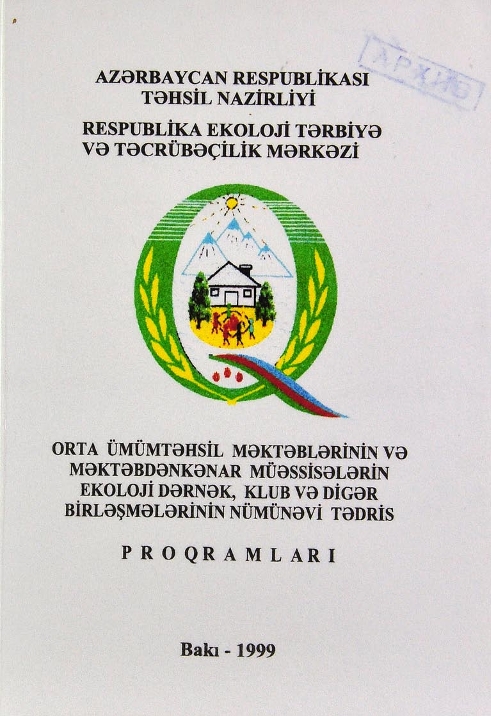 АРХИВ
AZƏRBAYCAN RESPUBLİKASI
TƏHSİL NAZİRLİYİ
RESPUBLİKA EKOLOJİ TƏRBİYƏ
VƏ TƏCRÜBƏÇİLİK MƏRKƏZİ
ORTA ÜMÜMTƏHSİL MƏKTƏBLƏRİNİN VƏ
MƏKTƏBDƏNKƏNAR MÜƏSSİSƏLƏRİN
EKOLOJİ DƏRNƏK, KLUB VƏ DİGƏR
BİRLƏŞMƏLƏRİNİN NÜMÜNƏVİ TƏDRİS
PROQRAMLARI
Bakı - 1999